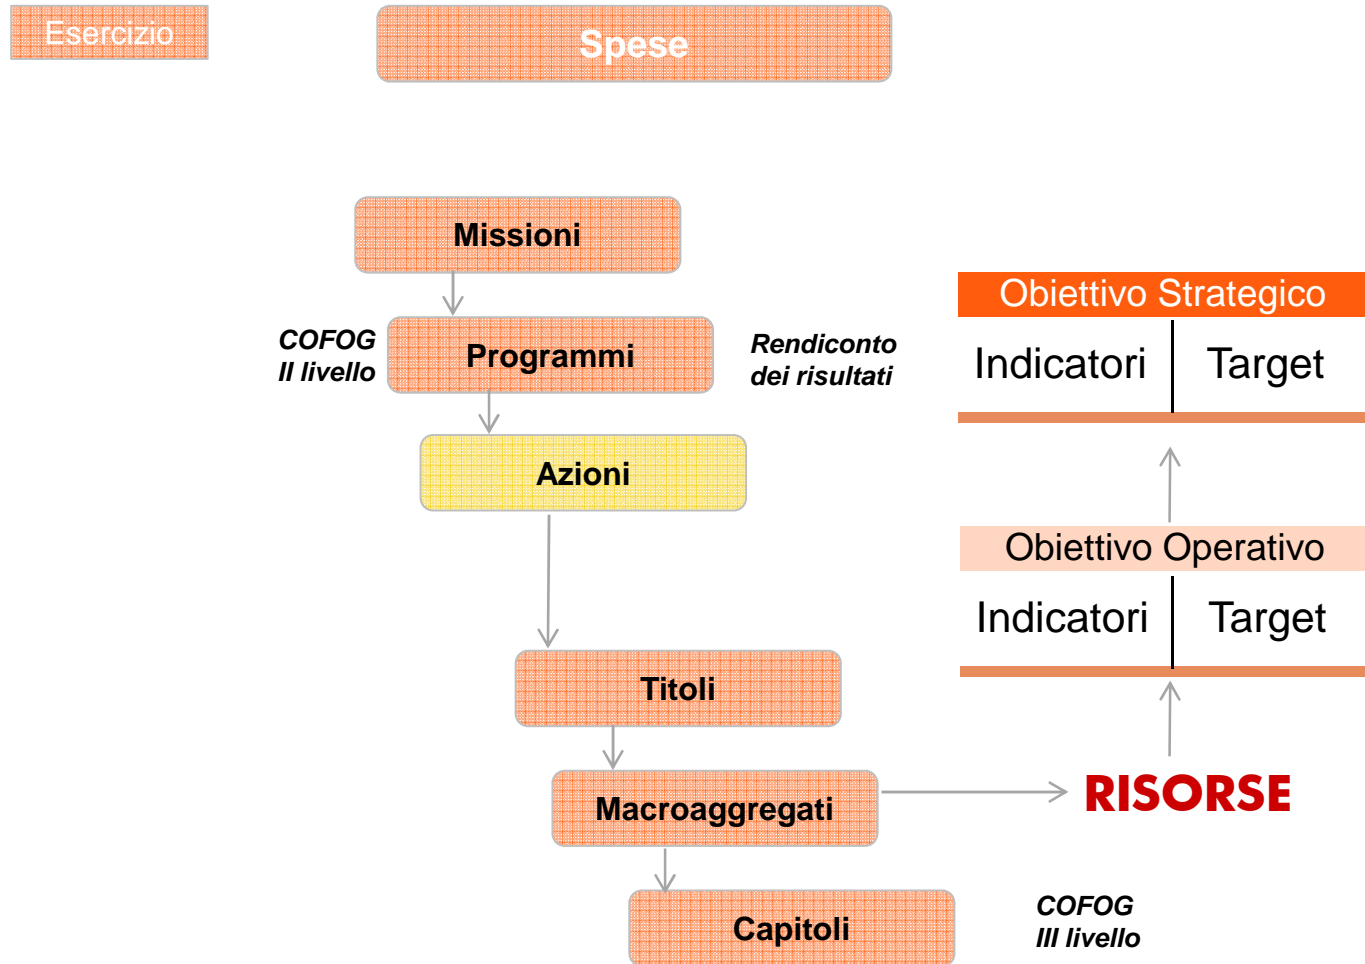 Esercizio
Spese
Missioni
COFOG
II livello
Programmi
Rendiconto
dei risultati
Azioni
Titoli
Macroaggregati
Capitoli
COFOG
III livello
Obiettivo Strategico
Indicatori Target
Obiettivo Operativo
Indicatori Target
RISORSE